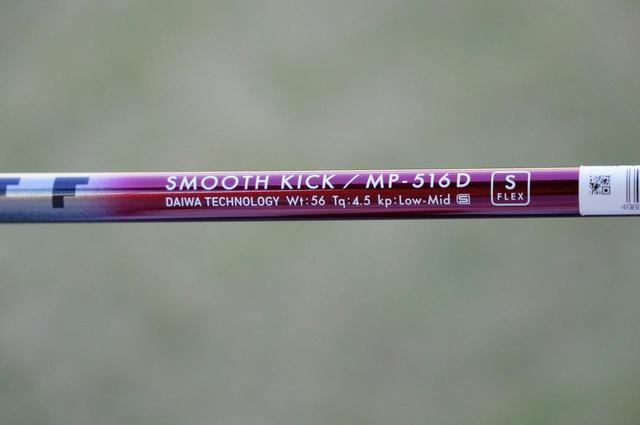 SMOOTH KICK / MP-516D
DAIWA TECHNOLOGY Wt:56 Tq:4.5 kp:Low-Mid S
S
FLEX